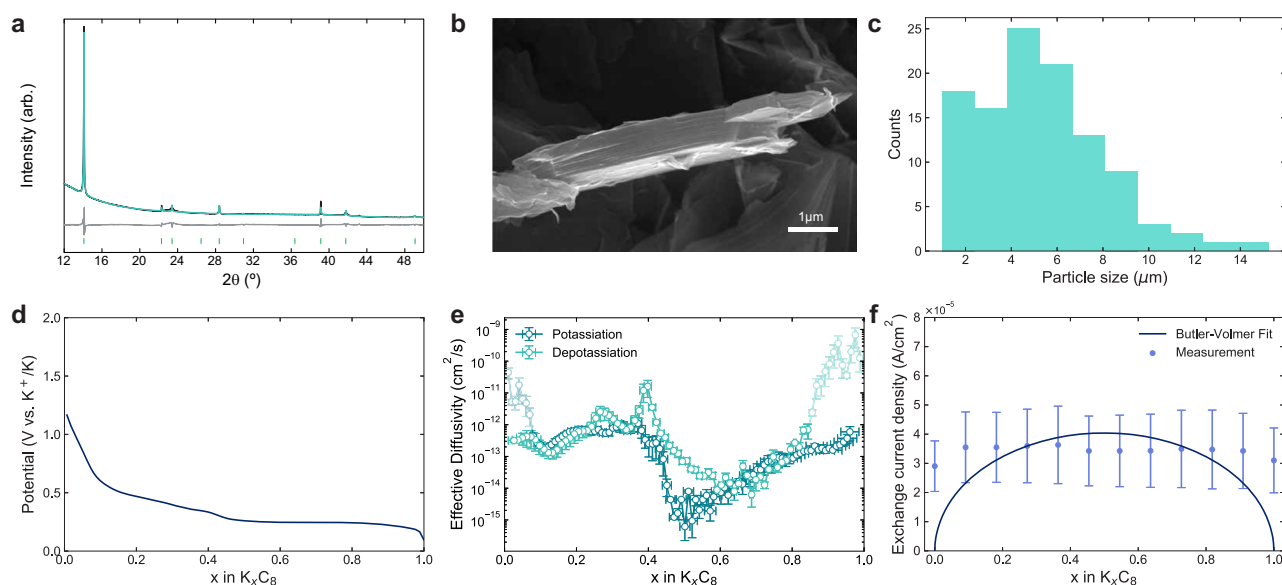 a
Intensity (arb.)
12 16 20 24 28 32 36 40 44 48
2θ (°)
b
1µm
c
Counts
25
20
15
10
5
0
2 4 6 8 10 12 14
Particle size (µm)
d
Potential (V vs. K⁺/K)
2.0
1.5
1.0
0.5
0.0
0.0 0.2 0.4 0.6 0.8 1.0
x in KₓC₈
e
Effective Diffusivity (cm²/s)
10⁻⁹
10⁻¹⁰
10⁻¹¹
10⁻¹²
10⁻¹³
10⁻¹⁴
10⁻¹⁵
Potassiation
Depotassiation
0.0 0.2 0.4 0.6 0.8 1.0
x in KₓC₈
f
×10⁻⁵
Exchange current density (A/cm²)
8
7
6
5
4
3
2
1
0
Butler-Volmer Fit
Measurement
0.0 0.2 0.4 0.6 0.8 1.0
x in KₓC₈